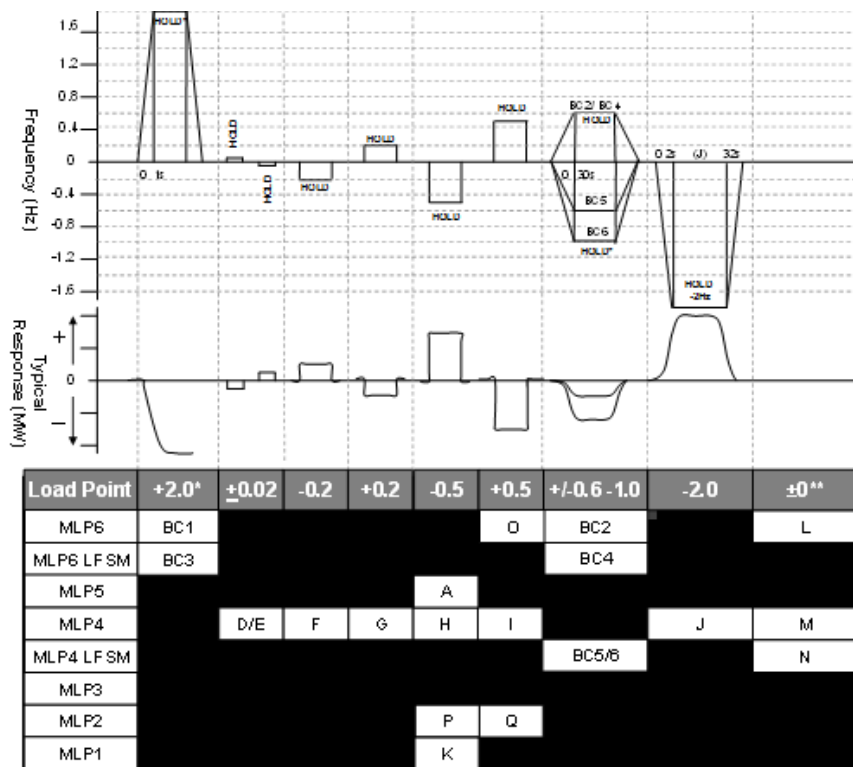 1.6
1.2
0.8
0.4
0
-0.4
-0.8
-1.2
-1.6
Frequency (Hz)
HOLD*
0 1s
HOLD
HOLD
HOLD
HOLD
HOLD
HOLD
BC2/ BC4
HOLD
0 30s
BC5
BC6
HOLD*
0 2s (J) 32s
HOLD
-2Hz
+
0
−
Typical
Response (MW)
Load Point +2.0* ±0.02 -0.2 +0.2 -0.5 +0.5 +/-0.6 -1.0 -2.0 ±0**
MLP6 BC1 O BC2 L
MLP6 LFSM BC3 BC4
MLP5 A
MLP4 D/E F G H I J M
MLP4 LFSM BC5/6 N
MLP3
MLP2 P Q
MLP1 K